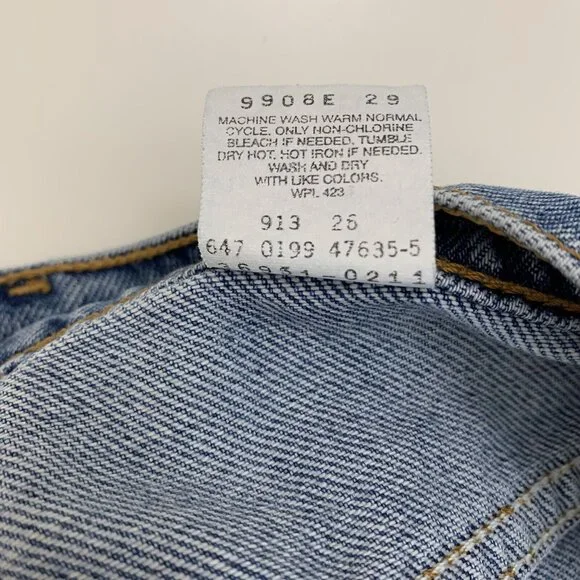 9908E 29
MACHINE WASH WARM NORMAL
CYCLE, ONLY NON-CHLORINE
BLEACH IF NEEDED. TUMBLE
DRY HOT. HOT IRON IF NEEDED.
WASH AND DRY
WITH LIKE COLORS.
WPL 423
913 26
647 0199 47635-5
0211